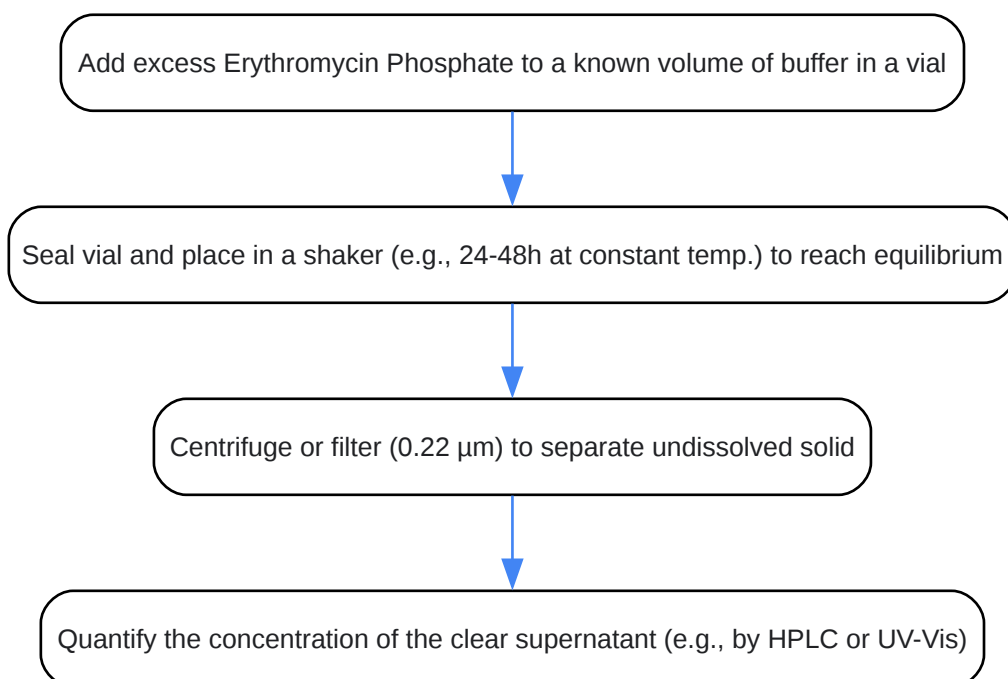 Add excess Erythromycin Phosphate to a known volume of buffer in a vial
Seal vial and place in a shaker (e.g., 24-48h at constant temp.) to reach equilibrium
Centrifuge or filter (0.22 µm) to separate undissolved solid
Quantify the concentration of the clear supernatant (e.g., by HPLC or UV-Vis)